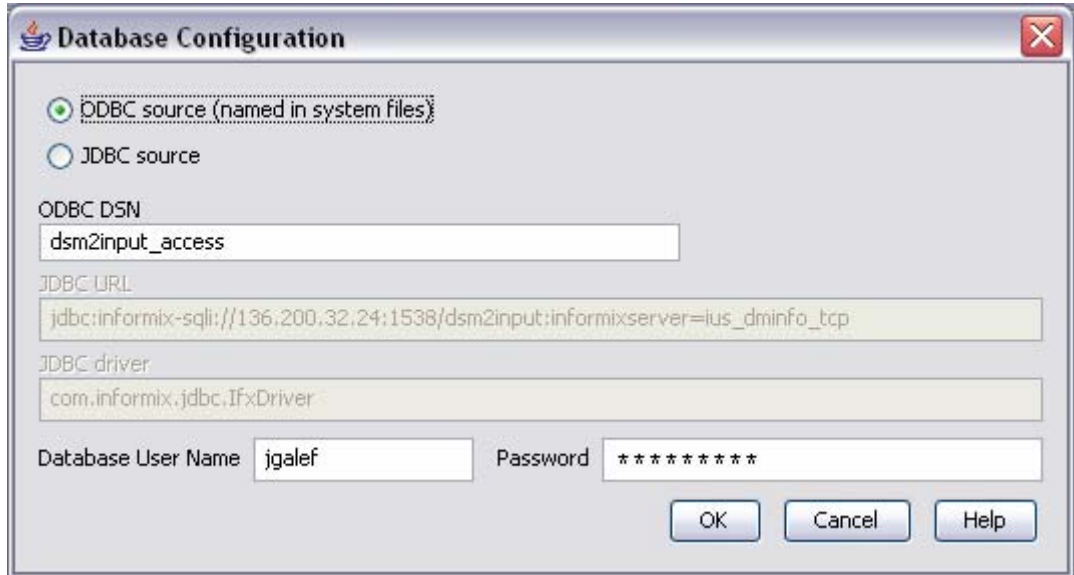 Database Configuration
ODBC source (named in system files)
JDBC source
ODBC DSN
dsm2input_access
JDBC URL
jdbc:informix-sqli://136.200.32.24:1538/dsm2input:informixserver=ius_dminfo_tcp
JDBC driver
com.informix.jdbc.IfxDriver
Database User Name jgalef Password *********
OK Cancel Help